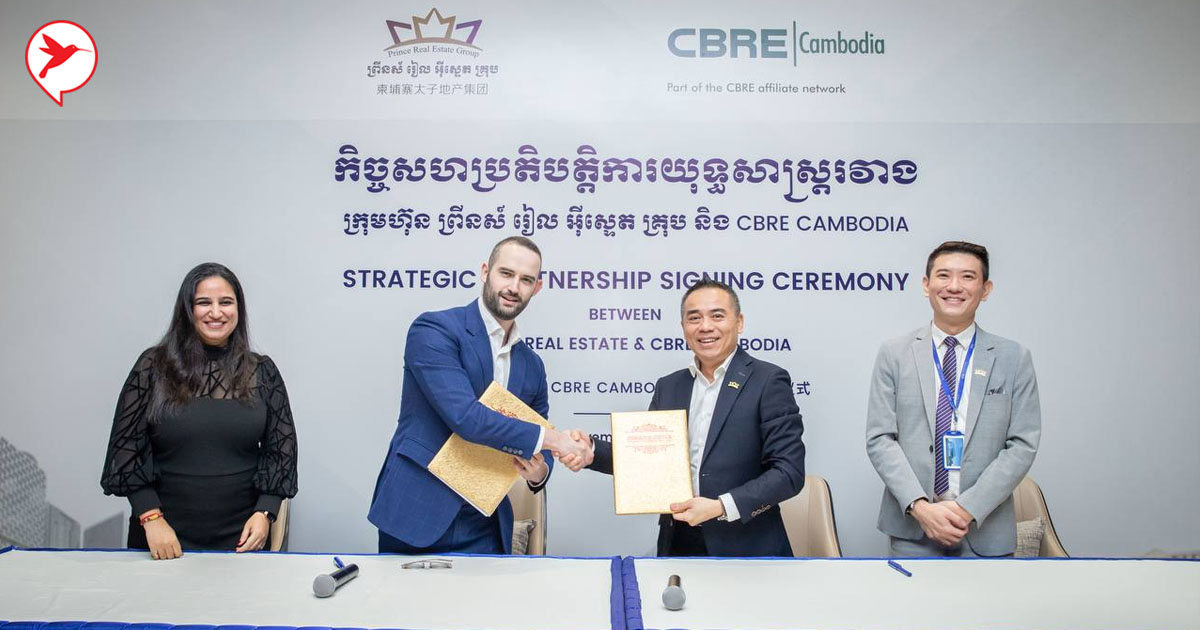 Prince Real Estate Group
ព្រីនស៍ រៀល អ៊ីស្ទេត គ្រុប
柬埔寨太子地产集团
CBRE Cambodia
Part of the CBRE affiliate network
កិច្ចសហប្រតិបត្តិការយុទ្ធសាស្ត្ររវាង
ក្រុមហ៊ុន ព្រីនស៍ រៀល អ៊ីស្ទេត គ្រុប និង CBRE CAMBODIA
STRATEGIC SIGNING CEREMONY
BETWEEN
REAL ESTATE & CBRE
CBRE 式